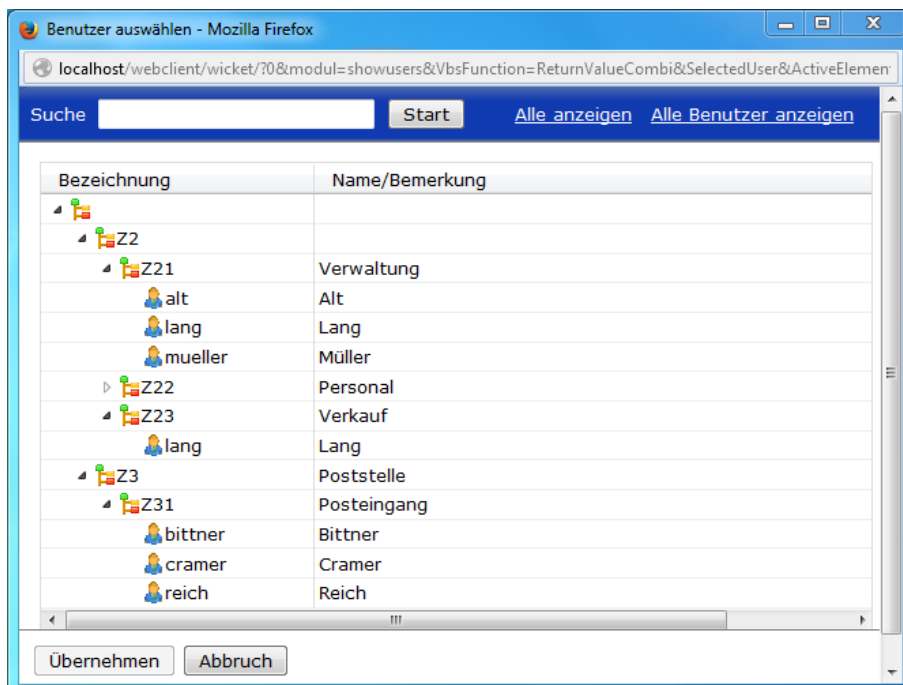 Benutzer auswählen - Mozilla Firefox
localhost/webclient/wicket/?0&modul=showusers&VbsFunction=ReturnValueCombi&SelectedUser&ActiveElemen
Suche Start Alle anzeigen Alle Benutzer anzeigen
Bezeichnung Name/Bemerkung
Z2
Z21 Verwaltung
alt Alt
lang Lang
mueller Müller
Z22 Personal
Z23 Verkauf
lang Lang
Z3 Poststelle
Z31 Posteingang
bittner Bittner
cramer Cramer
reich Reich
Übernehmen Abbruch